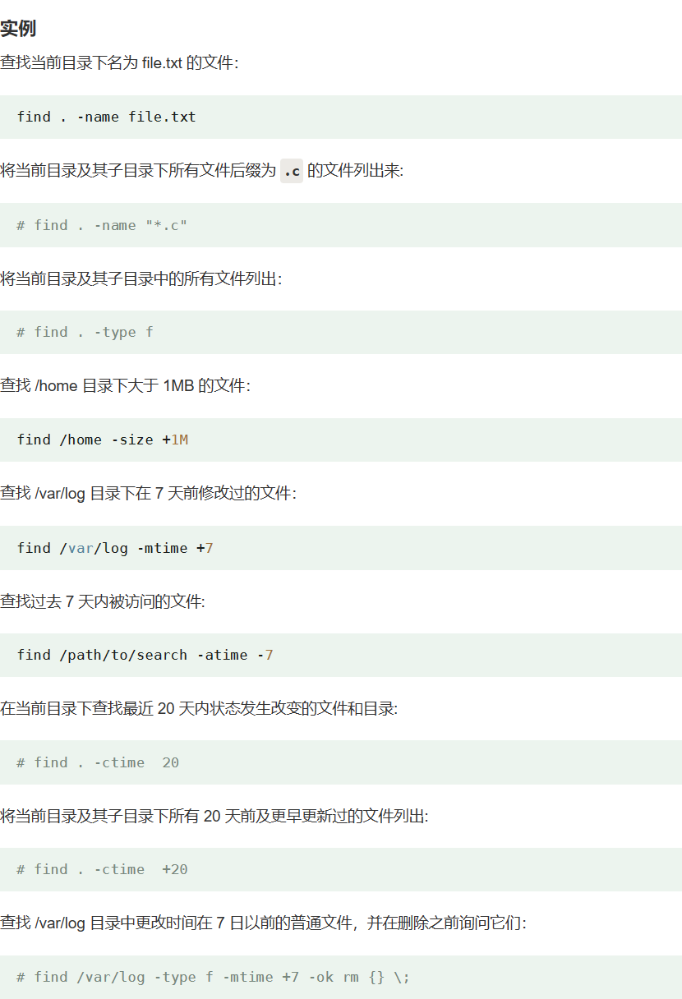 实例
查找当前目录下名为 file.txt 的文件：
find . -name file.txt
将当前目录及其子目录下所有文件后缀为 .c 的文件列出来:
# find . -name "*.c"
将当前目录及其子目录中的所有文件列出：
# find . -type f
查找 /home 目录下大于 1MB 的文件：
find /home -size +1M
查找 /var/log 目录下在 7 天前修改过的文件：
find /var/log -mtime +7
查找过去 7 天内被访问的文件:
find /path/to/search -atime -7
在当前目录下查找最近 20 天内状态发生改变的文件和目录:
# find . -ctime  20
将当前目录及其子目录下所有 20 天前及更早更新过的文件列出:
# find . -ctime  +20
查找 /var/log 目录中更改时间在 7 日以前的普通文件，并在删除之前询问它们：
# find /var/log -type f -mtime +7 -ok rm {} \;